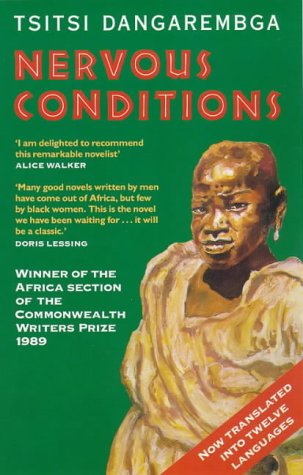 TSITSI DANGAREMBGA
NERVOUS
CONDITIONS
'I am delighted to recommend
this remarkable novelist'
ALICE WALKER
'Many good novels written by men
have come out of Africa, but few
by black women. This is the novel
we have been waiting for . . . it will
be a classic.'
DORIS LESSING
WINNER OF THE
AFRICA SECTION
OF THE
COMMONWEALTH
WRITERS PRIZE
1989
NOW TRANSLATED
INTO TWELVE
LANGUAGES